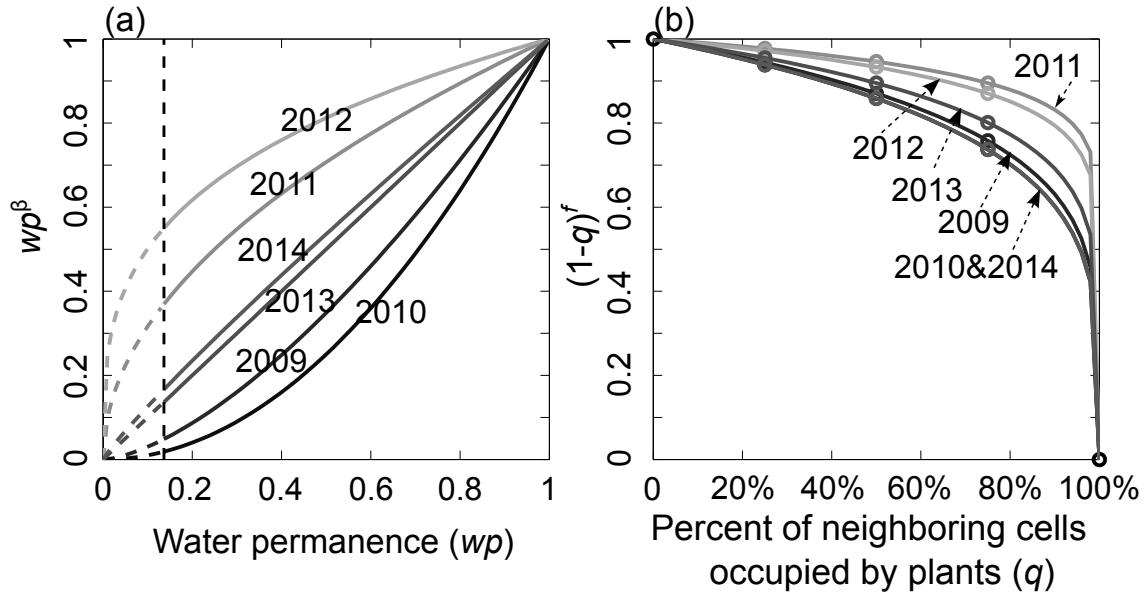 (a)
1
0.8
0.6
0.4
0.2
0
wpβ
2012
2011
2014
2013
2009
2010
0 0.2 0.4 0.6 0.8 1
Water permanence (wp)
(b)
1
0.8
0.6
0.4
0.2
0
(1-q)f
2011
2012
2013
2009
2010&2014
0 20% 40% 60% 80% 100%
Percent of neighboring cells
occupied by plants (q)